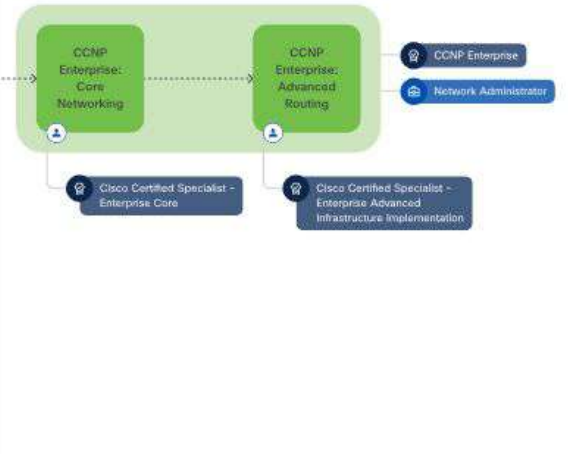 CCNP
Enterprise:
Core
Networking
CCNP
Enterprise:
Advanced
Routing
CCNP Enterprise
Network Administrator
Cisco Certified Specialist -
Enterprise Core
Cisco Certified Specialist -
Enterprise Advanced
Infrastructure Implementation